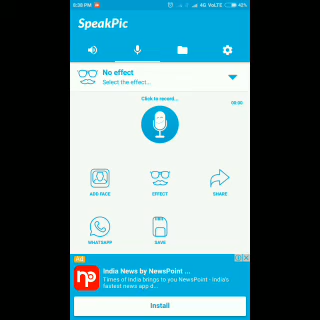 5:38 PM
4G VoLTE
42%
SpeakPic
No effect
Select the effect...
Click to record...
00:00
ADD FACE
EFFECT
SHARE
WHATSAPP
SAVE
Ad
India News by NewsPoint ...
Times of India brings to you NewsPoint - India's
fastest news app d...
Install